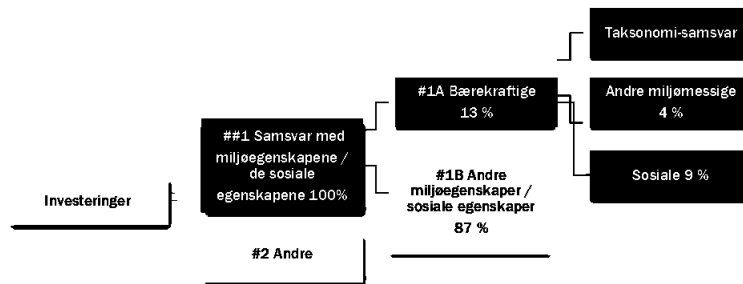 Taksonomi-samsvar
#1A Bærekraftige
13 %
Andre miljømessige
4 %
##1 Samsvar med
miljøegenskapene /
de sosiale
egenskapene 100%
#1B Andre
miljøegenskaper /
sosiale egenskaper
87 %
Sosiale 9 %
Investeringer
#2 Andre